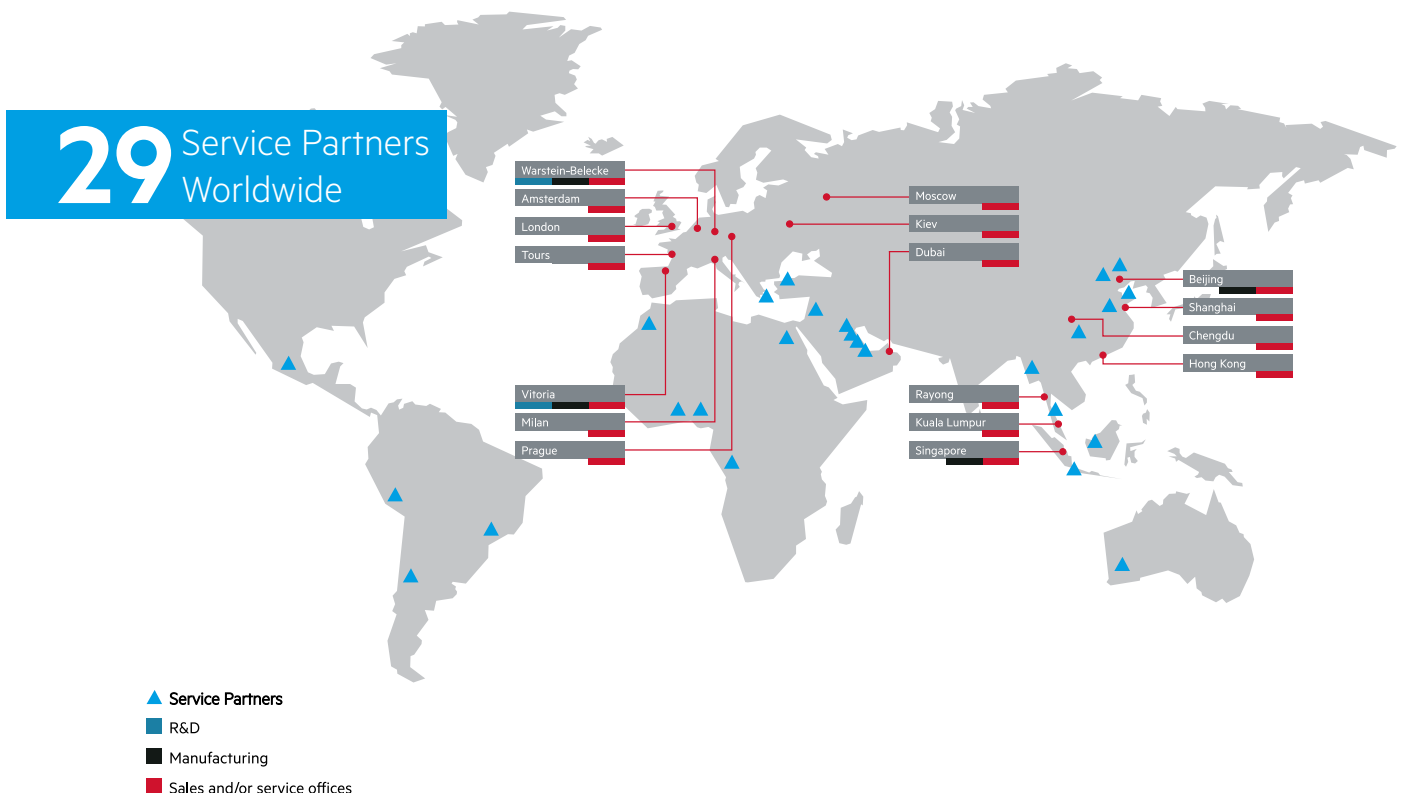 29 Service Partners
Worldwide
Warstein-Belecke
Amsterdam
London
Tours
Vitoria
Milan
Prague
Moscow
Kiev
Dubai
Rayong
Kuala Lumpur
Singapore
Beijing
Shanghai
Chengdu
Hong Kong
Service Partners
R&D
Manufacturing
Sales and/or service offices